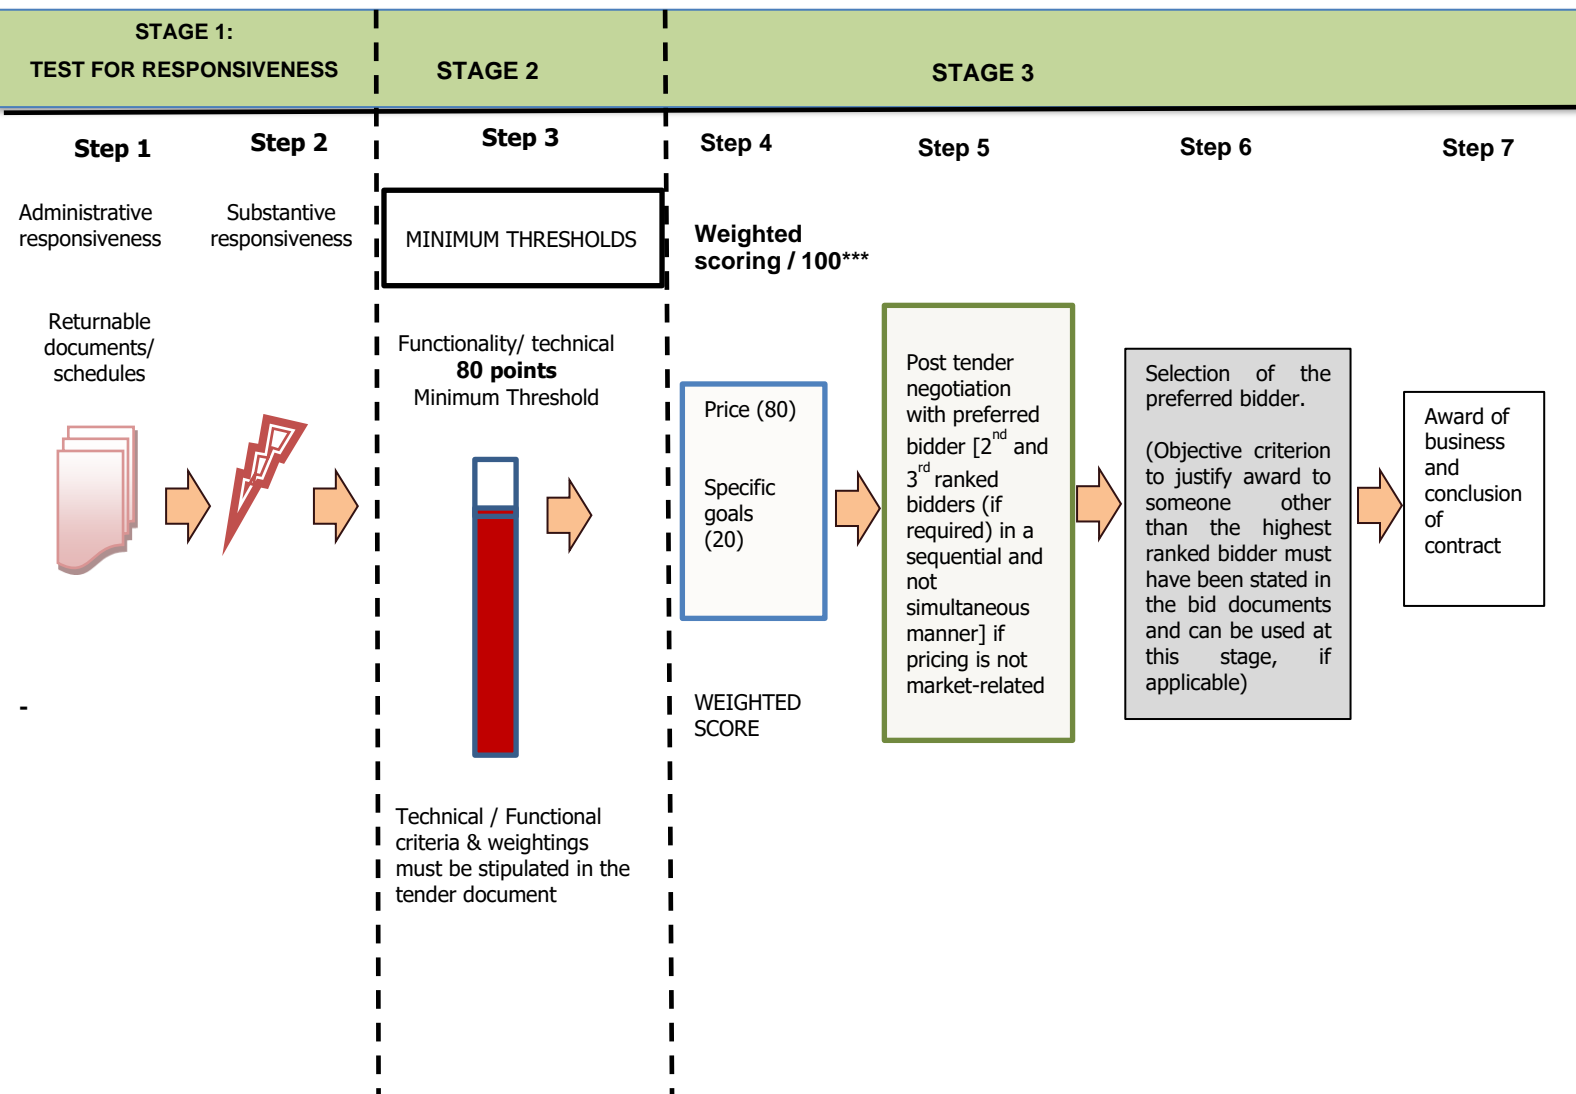 STAGE 1:
TEST FOR RESPONSIVENESS
STAGE 2
STAGE 3
Step 1
Step 2
Step 3
Step 4
Step 5
Step 6
Step 7
Administrative
responsiveness
Substantive
responsiveness
MINIMUM THRESHOLDS
Weighted
scoring / 100***
Returnable
documents/
schedules
Functionality/ technical
80 points
Minimum Threshold
Price (80)
Specific
goals
(20)
Post tender
negotiation
with preferred
bidder [2nd and
3rd ranked
bidders (if
required) in a
sequential and
not
simultaneous
manner] if
pricing is not
market-related
Selection of the
preferred bidder.
(Objective criterion
to justify award to
someone other
than the highest
ranked bidder must
have been stated in
the bid documents
and can be used at
this stage, if
applicable)
Award of
business
and
conclusion
of
contract
-
WEIGHTED
SCORE
Technical / Functional
criteria & weightings
must be stipulated in the
tender document